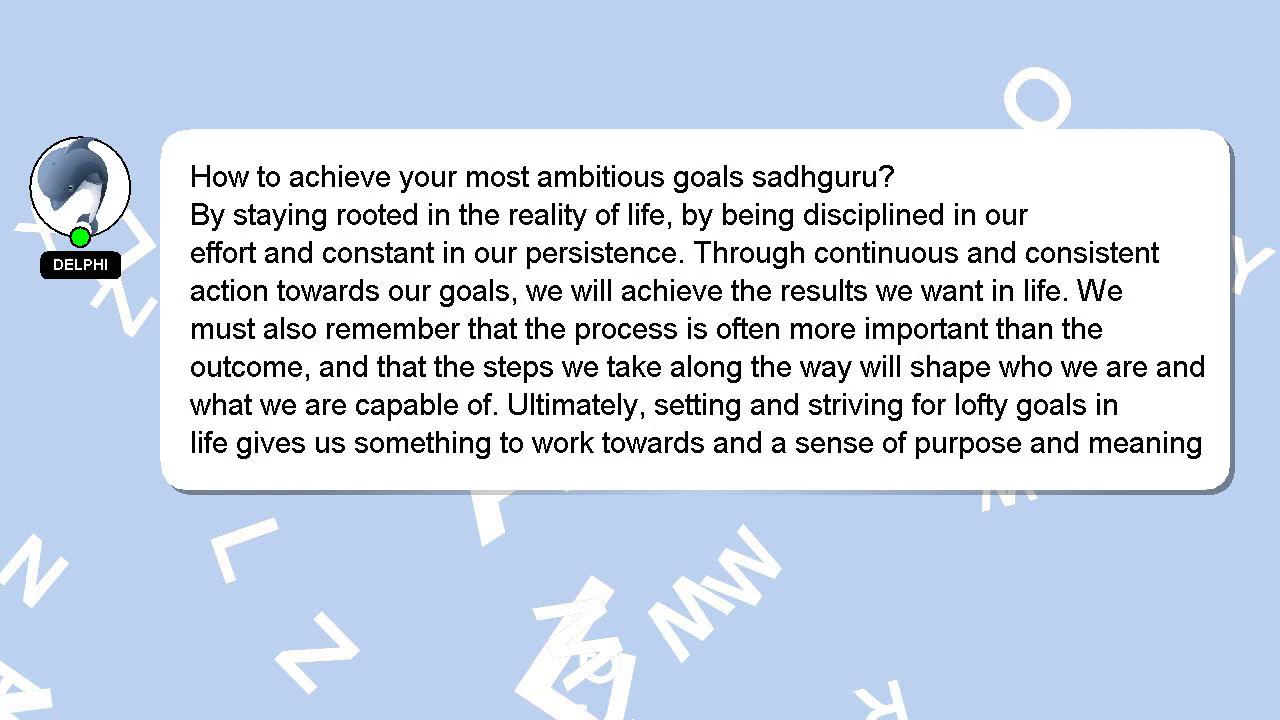 How to achieve your most ambitious goals sadhguru?
By staying rooted in the reality of life, by being disciplined in our
effort and constant in our persistence. Through continuous and consistent
action towards our goals, we will achieve the results we want in life. We
must also remember that the process is often more important than the
outcome, and that the steps we take along the way will shape who we are and
what we are capable of. Ultimately, setting and striving for lofty goals in
life gives us something to work towards and a sense of purpose and meaning
DELPHI